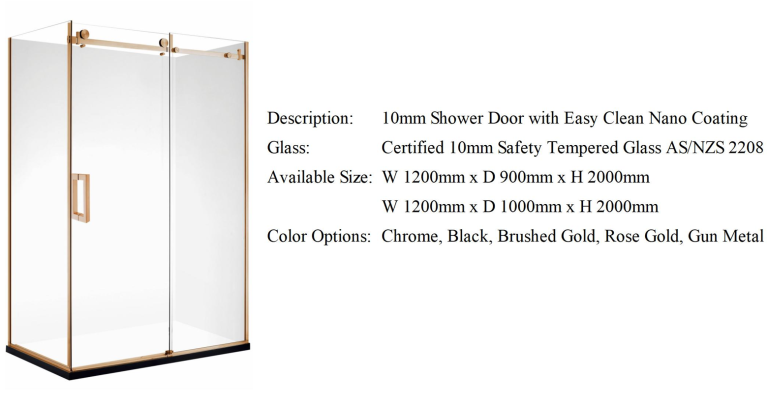 Description: 10mm Shower Door with Easy Clean Nano Coating
Glass: Certified 10mm Safety Tempered Glass AS/NZS 2208
Available Size: W 1200mm x D 900mm x H 2000mm
W 1200mm x D 1000mm x H 2000mm
Color Options: Chrome, Black, Brushed Gold, Rose Gold, Gun Metal